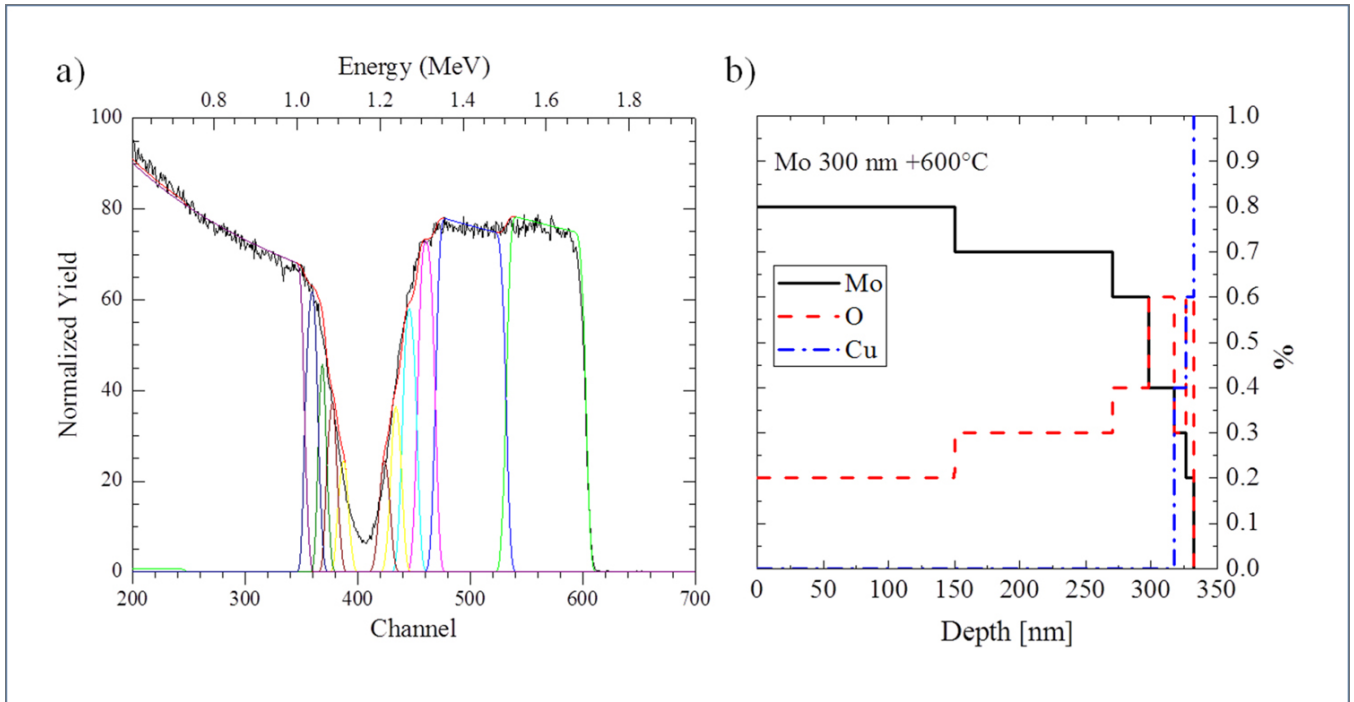 a)
Energy (MeV)
0.8 1.0 1.2 1.4 1.6 1.8
100
80
60
40
20
0
Normalized Yield
200 300 400 500 600 700
Channel
b)
Mo 300 nm +600°C
Mo
O
Cu
1.0
0.9
0.8
0.7
0.6
0.5
0.4
0.3
0.2
0.1
0.0
%
0 50 100 150 200 250 300 350
Depth [nm]